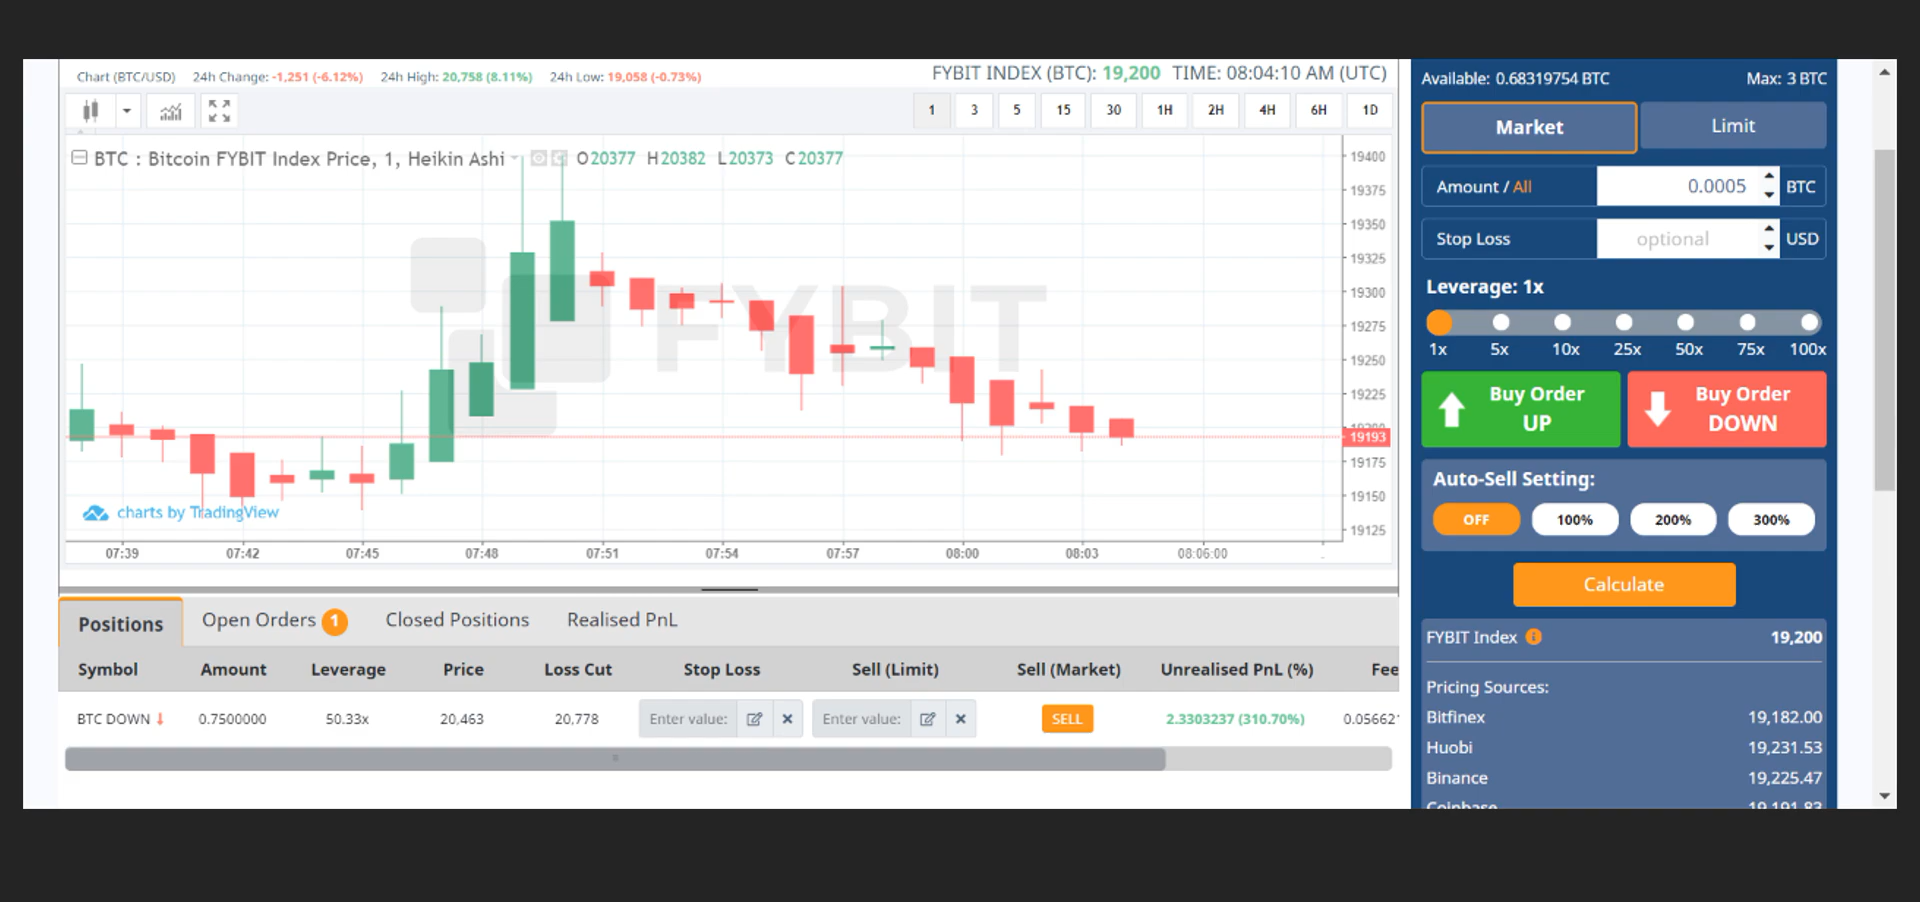 Chart (BTC/USD) 24h Change: -1,251 (-6.12%) 24h High: 20,758 (8.11%) 24h Low: 19,058 (-0.73%)
FYBIT INDEX (BTC): 19,200 TIME: 08:04:10 AM (UTC)
1 3 5 15 30 1H 2H 4H 6H 1D
BTC : Bitcoin FYBIT Index Price, 1, Heikin Ashi O20377 H20382 L20373 C20377
FYBIT
19400
19375
19350
19325
19300
19275
19250
19225
19200
19193
19175
19150
19125
charts by TradingView
07:39 07:42 07:45 07:48 07:51 07:54 07:57 08:00 08:03 08:06:00
Positions Open Orders 1 Closed Positions Realised PnL
Symbol Amount Leverage Price Loss Cut Stop Loss Sell (Limit) Sell (Market) Unrealised PnL (%) Fee
BTC DOWN 0.7500000 50.33x 20,463 20,778 Enter value: Enter value: SELL 2.3303237 (310.70%) 0.05662
Available: 0.68319754 BTC Max: 3 BTC
Market Limit
Amount / All 0.0005 BTC
Stop Loss optional USD
Leverage: 1x
1x 5x 10x 25x 50x 75x 100x
Buy Order UP
Buy Order DOWN
Auto-Sell Setting:
OFF 100% 200% 300%
Calculate
FYBIT Index 19,200
Pricing Sources:
Bitfinex 19,182.00
Huobi 19,231.53
Binance 19,225.47
Coinbase 19,191.83